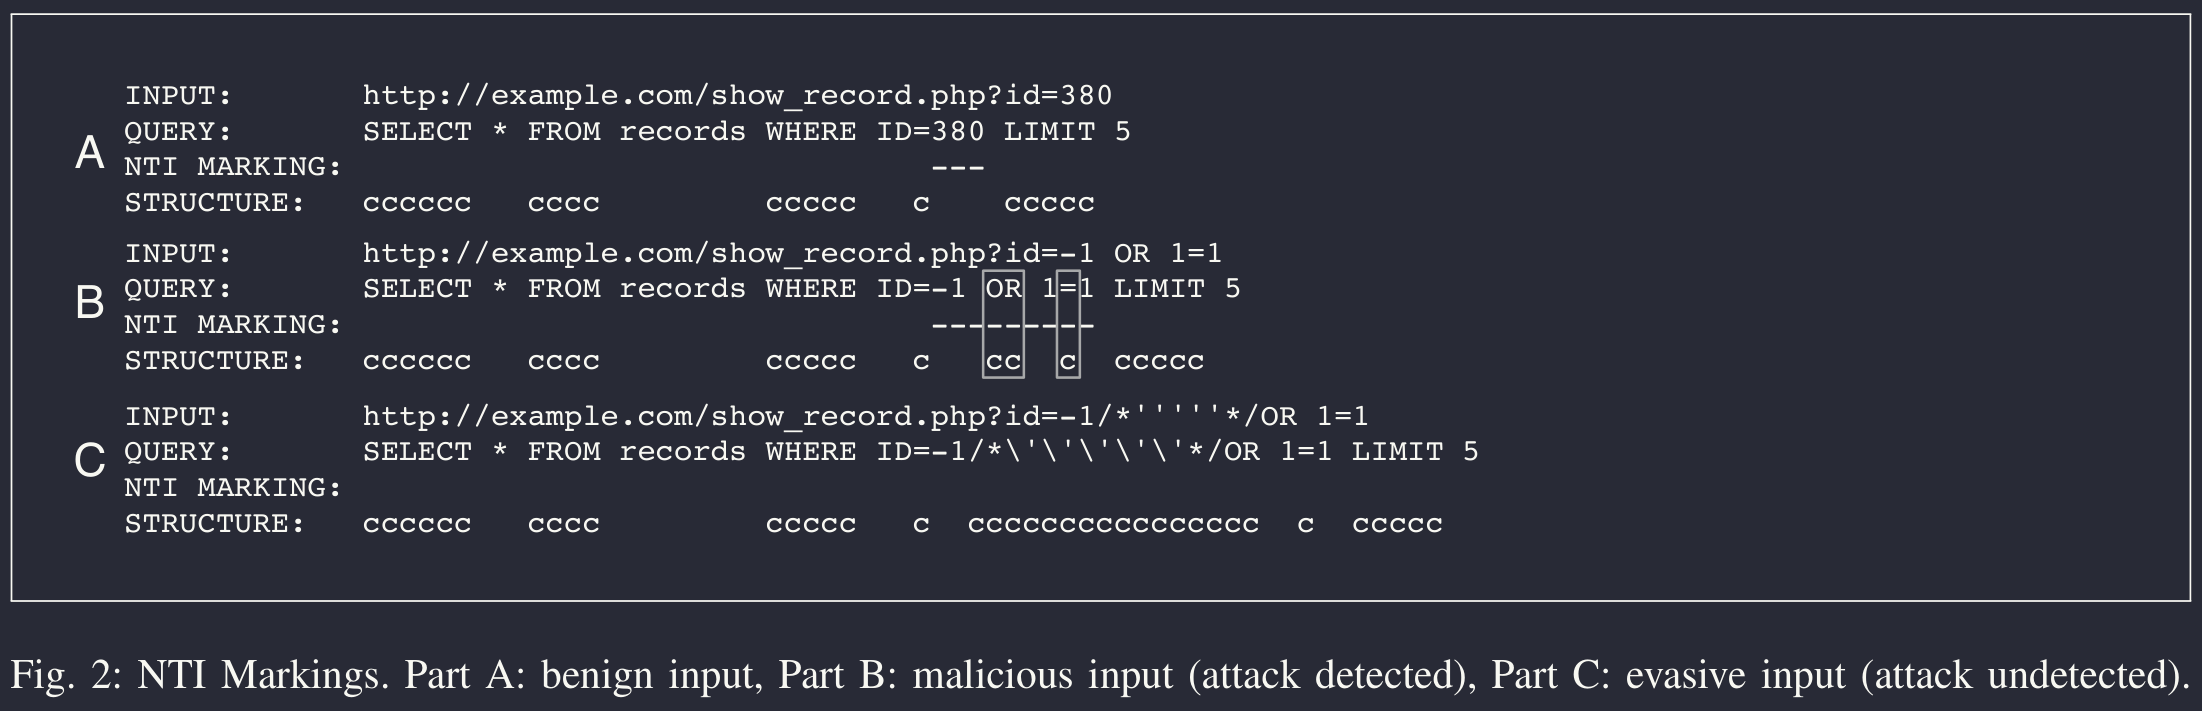 INPUT: http://example.com/show_record.php?id=380
A QUERY: SELECT * FROM records WHERE ID=380 LIMIT 5
NTI MARKING: ---
STRUCTURE: cccccc cccc ccccc c ccccc
INPUT: http://example.com/show_record.php?id=-1 OR 1=1
B QUERY: SELECT * FROM records WHERE ID=-1 OR 1=1 LIMIT 5
NTI MARKING: ---------
STRUCTURE: cccccc cccc ccccc c cc c ccccc
INPUT: http://example.com/show_record.php?id=-1/*'''''*/OR 1=1
C QUERY: SELECT * FROM records WHERE ID=-1/*\'\'\'\'\'*/OR 1=1 LIMIT 5
NTI MARKING:
STRUCTURE: cccccc cccc ccccc c cccccccccccccccc c ccccc
Fig. 2: NTI Markings. Part A: benign input, Part B: malicious input (attack detected), Part C: evasive input (attack undetected).